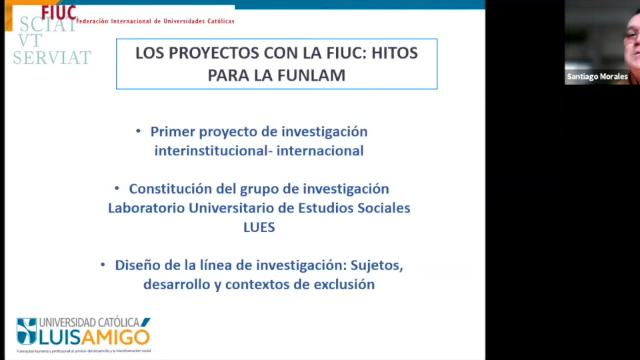 SCIAT
VT
SERVIAT
FIUC Federación Internacional de Universidades Católicas
LOS PROYECTOS CON LA FIUC: HITOS
PARA LA FUNLAM
Santiago Morales
• Primer proyecto de investigación
interinstitucional- internacional
• Constitución del grupo de investigación
Laboratorio Universitario de Estudios Sociales
LUES
• Diseño de la línea de investigación: Sujetos,
desarrollo y contextos de exclusión
UNIVERSIDAD CATÓLICA
LUIS AMIGÓ